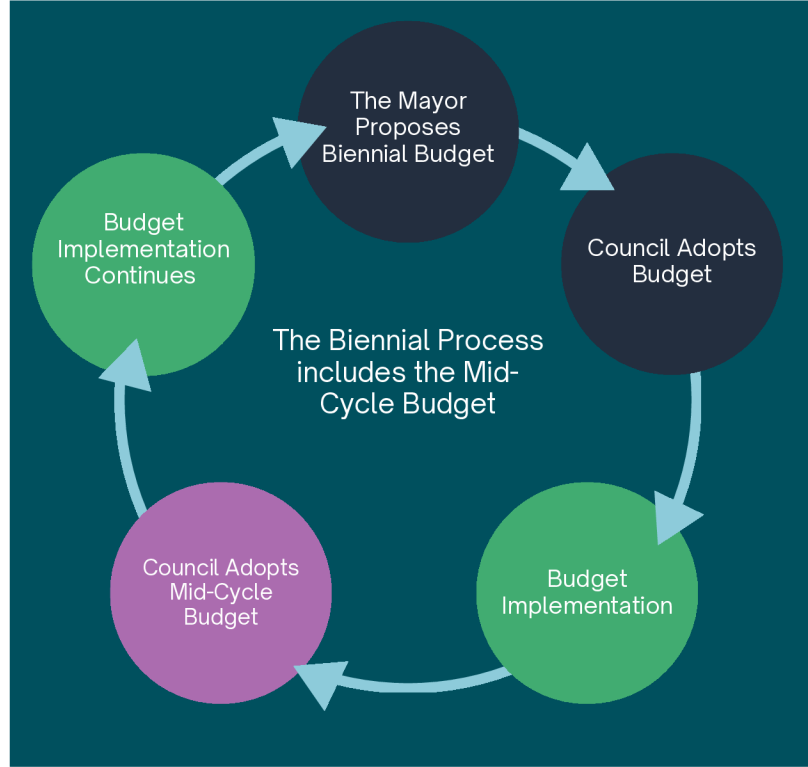 The Mayor
Proposes
Biennial Budget
Council Adopts
Budget
Budget
Implementation
Council Adopts
Mid-Cycle
Budget
Budget
Implementation
Continues
The Biennial Process
includes the Mid-
Cycle Budget